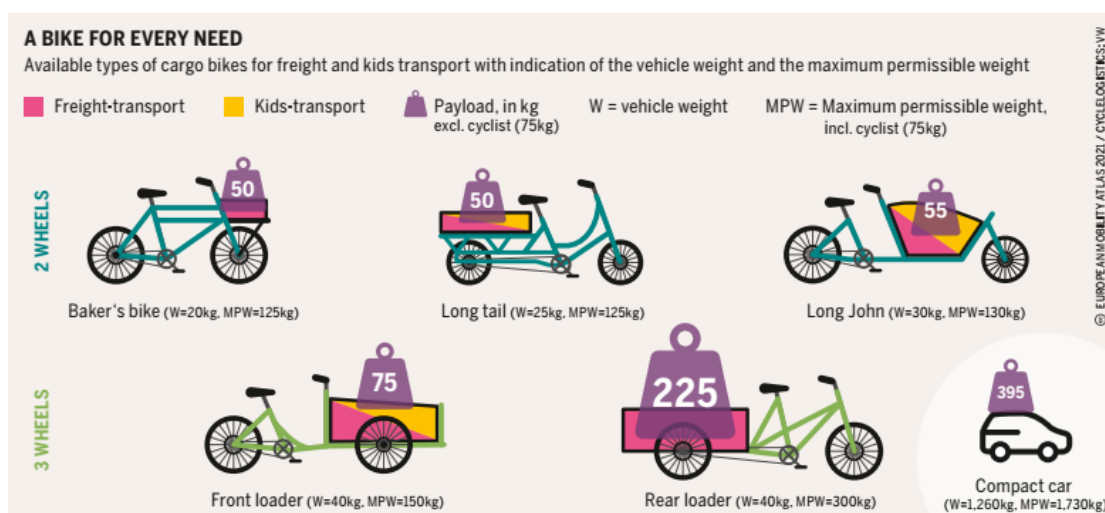 A BIKE FOR EVERY NEED
Available types of cargo bikes for freight and kids transport with indication of the vehicle weight and the maximum permissible weight
Freight-transport
Kids-transport
Payload, in kg
excl. cyclist (75kg)
W = vehicle weight
MPW = Maximum permissible weight,
incl. cyclist (75kg)
2 WHEELS
50
Baker's bike (W=20kg, MPW=125kg)
50
Long tail (W=25kg, MPW=125kg)
55
Long John (W=30kg, MPW=130kg)
3 WHEELS
75
Front loader (W=40kg, MPW=150kg)
225
Rear loader (W=40kg, MPW=300kg)
395
Compact car
(W=1,260kg, MPW=1,730kg)
EUROPEAN MOBILITY ATLAS 2021 / CYCLELOGISTICS; VW